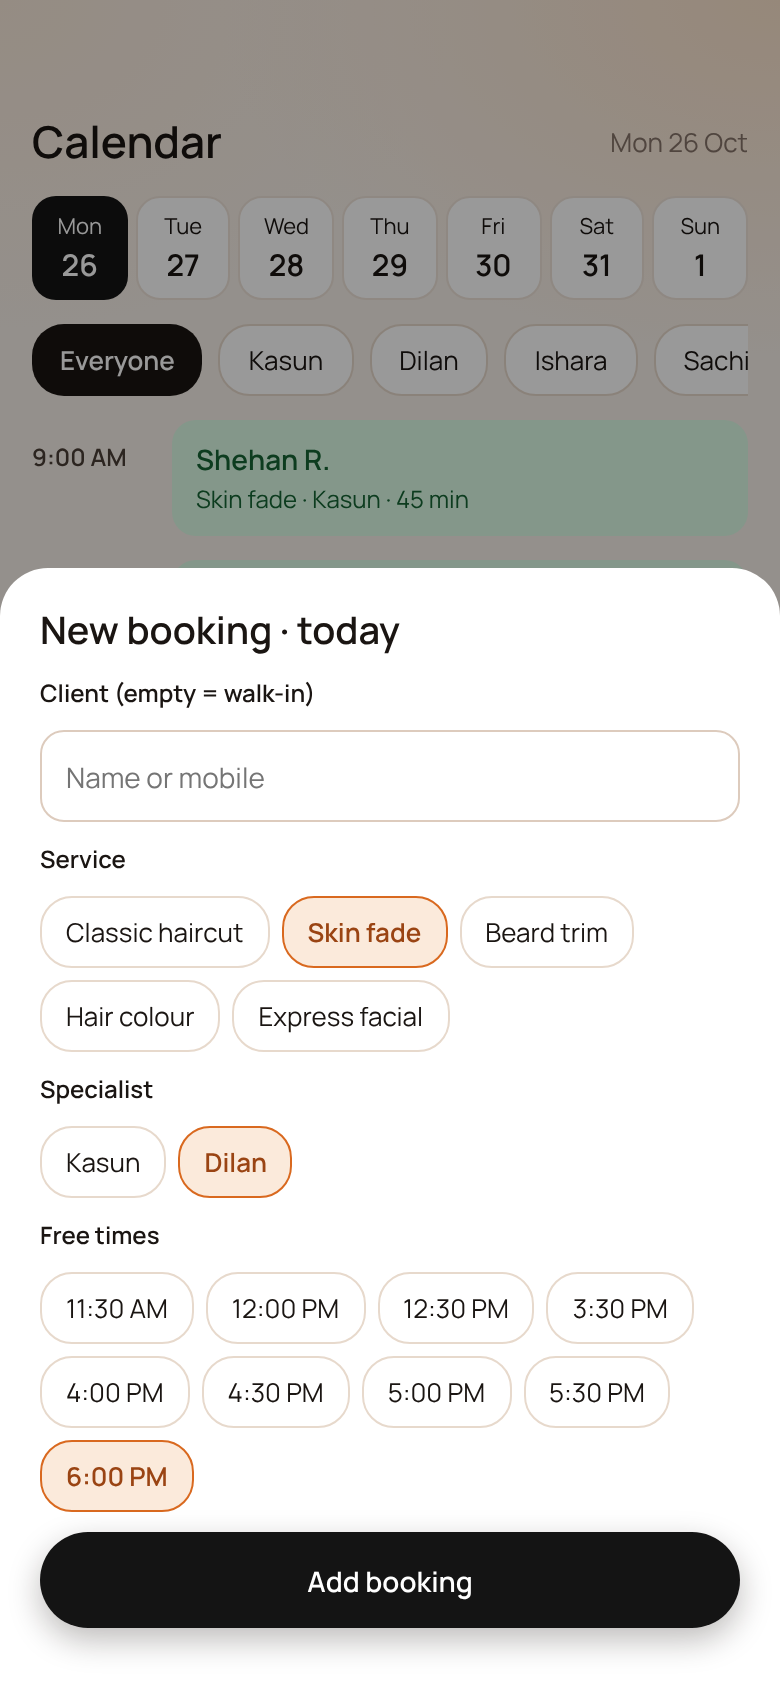 Calendar
Mon 26 Oct
Mon Tue Wed Thu Fri Sat Sun
26 27 28 29 30 31 1
Everyone Kasun Dilan Ishara Sachi
9:00 AM
Shehan R.
Skin fade · Kasun · 45 min
New booking · today
Client (empty = walk-in)
Name or mobile
Service
Classic haircut Skin fade Beard trim
Hair colour Express facial
Specialist
Kasun Dilan
Free times
11:30 AM 12:00 PM 12:30 PM 3:30 PM
4:00 PM 4:30 PM 5:00 PM 5:30 PM
6:00 PM
Add booking